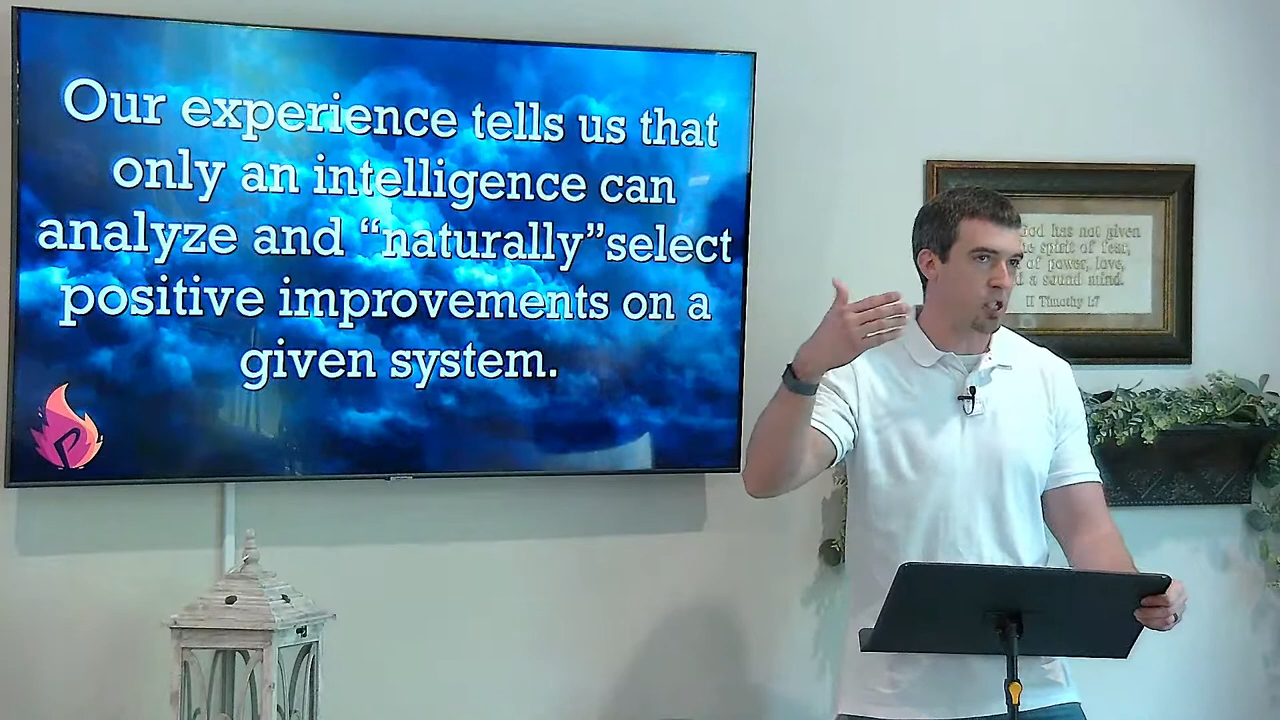 Our experience tells us that
only an intelligence can
analyze and “naturally”select
positive improvements on a
given system.
God has not given
spirit of fear,
of power, love,
a sound mind.
II Timothy 1:7